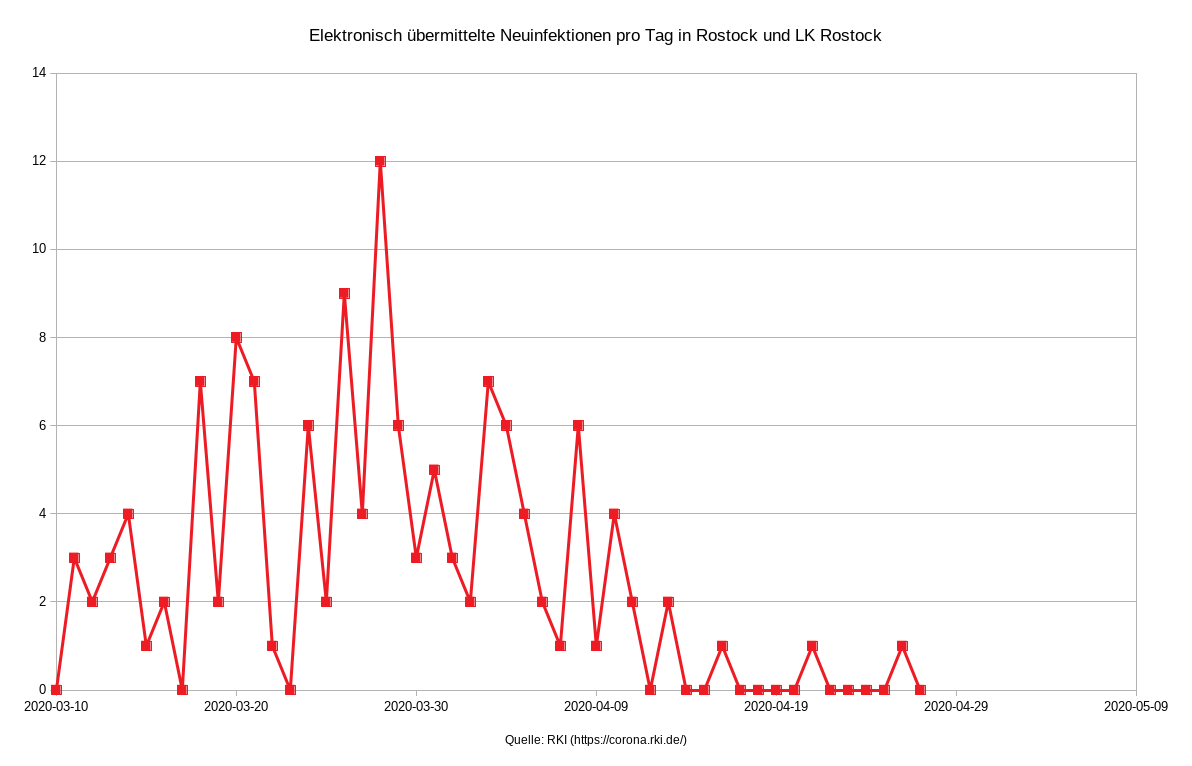 Elektronisch übermittelte Neuinfektionen pro Tag in Rostock und LK Rostock
14
12
10
8
6
4
2
0
2020-03-10 2020-03-20 2020-03-30 2020-04-09 2020-04-19 2020-04-29 2020-05-09
Quelle: RKI (https://corona.rki.de/)